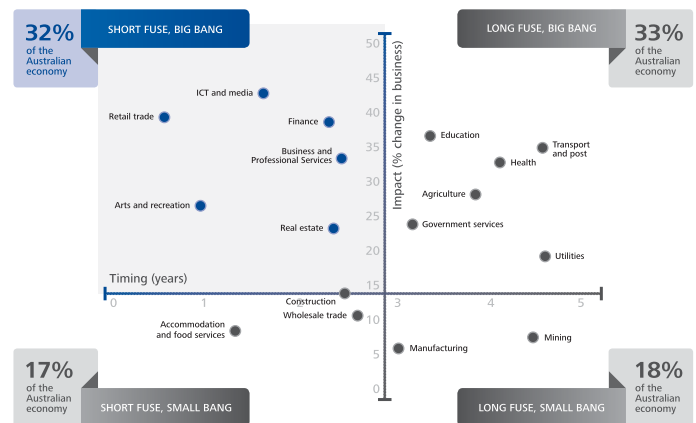 32%
of the
Australian
economy
SHORT FUSE, BIG BANG
LONG FUSE, BIG BANG
33%
of the
Australian
economy
50
45
40
35
30
25
20
15
10
5
0
Impact (% change in business)
ICT and media
Retail trade
Finance
Business and
Professional Services
Arts and recreation
Real estate
Education
Transport
and post
Health
Agriculture
Government services
Utilities
Timing (years)
0
1
2
3
4
5
Construction
Wholesale trade
Accommodation
and food services
Manufacturing
Mining
17%
of the
Australian
economy
SHORT FUSE, SMALL BANG
LONG FUSE, SMALL BANG
18%
of the
Australian
economy